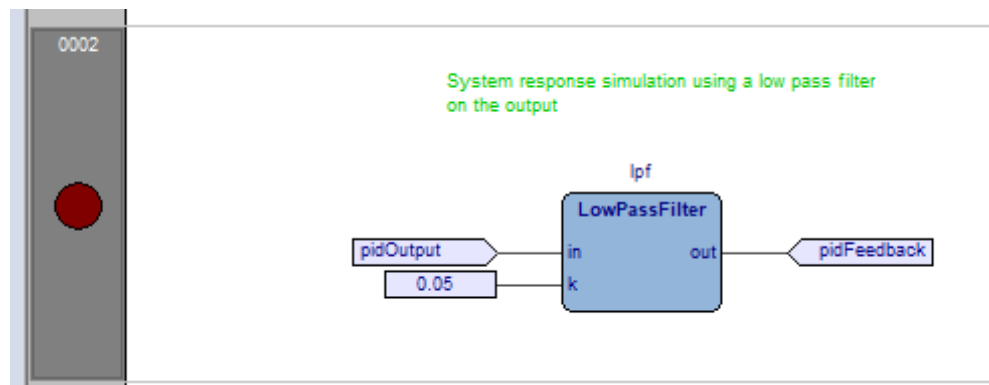 0002
System response simulation using a low pass filter
on the output
lpf
LowPassFilter
pidOutput in out pidFeedback
0.05 k